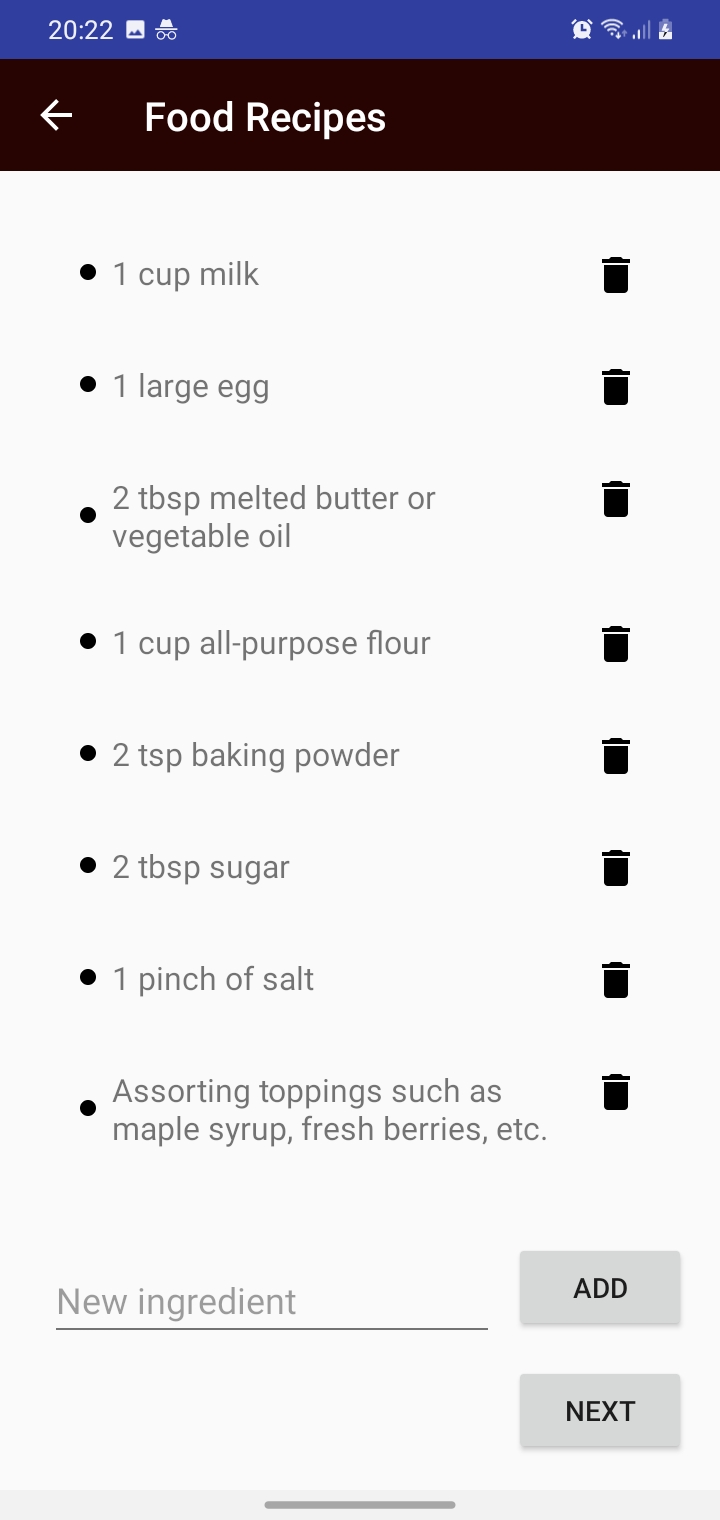 20:22
Food Recipes
1 cup milk
1 large egg
2 tbsp melted butter or
vegetable oil
1 cup all-purpose flour
2 tsp baking powder
2 tbsp sugar
1 pinch of salt
Assorting toppings such as
maple syrup, fresh berries, etc.
New ingredient
ADD
NEXT